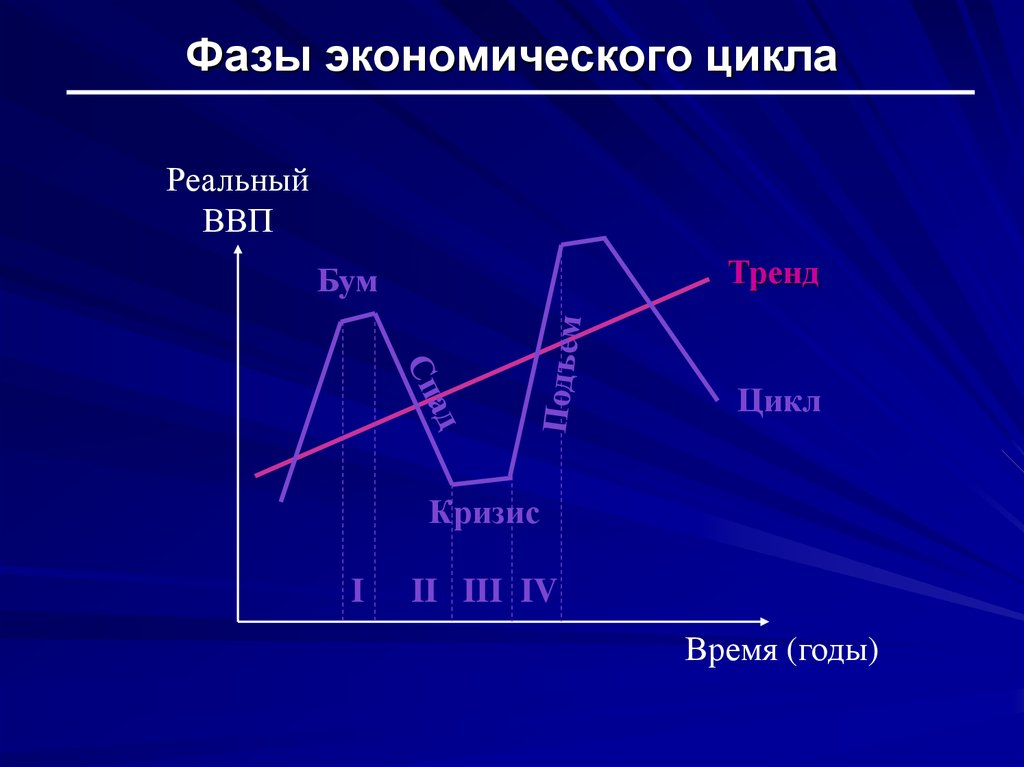 Фазы экономического цикла
Реальный
ВВП
Бум
Тренд
Спад
Подъем
Цикл
Кризис
I II III IV
Время (годы)